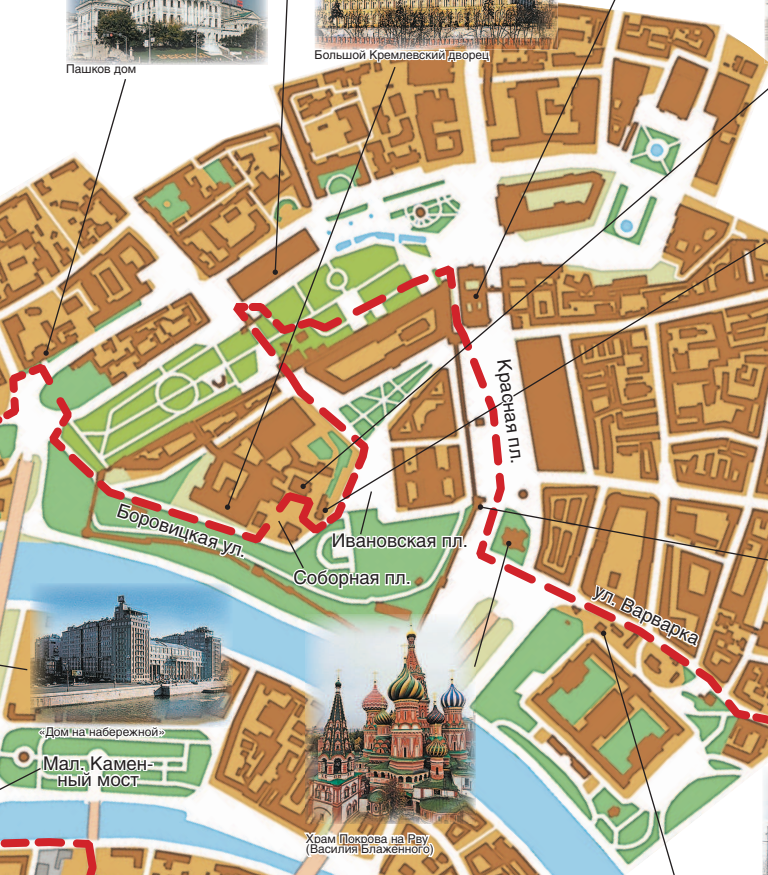 Пашков дом
Большой Кремлевский дворец
Красная пл.
Боровицкая ул.
Ивановская пл.
Соборная пл.
ул. Варварка
«Дом на набережной»
Мал. Камен-
ный мост
Храм Покрова на Рву
(Василия Блаженного)